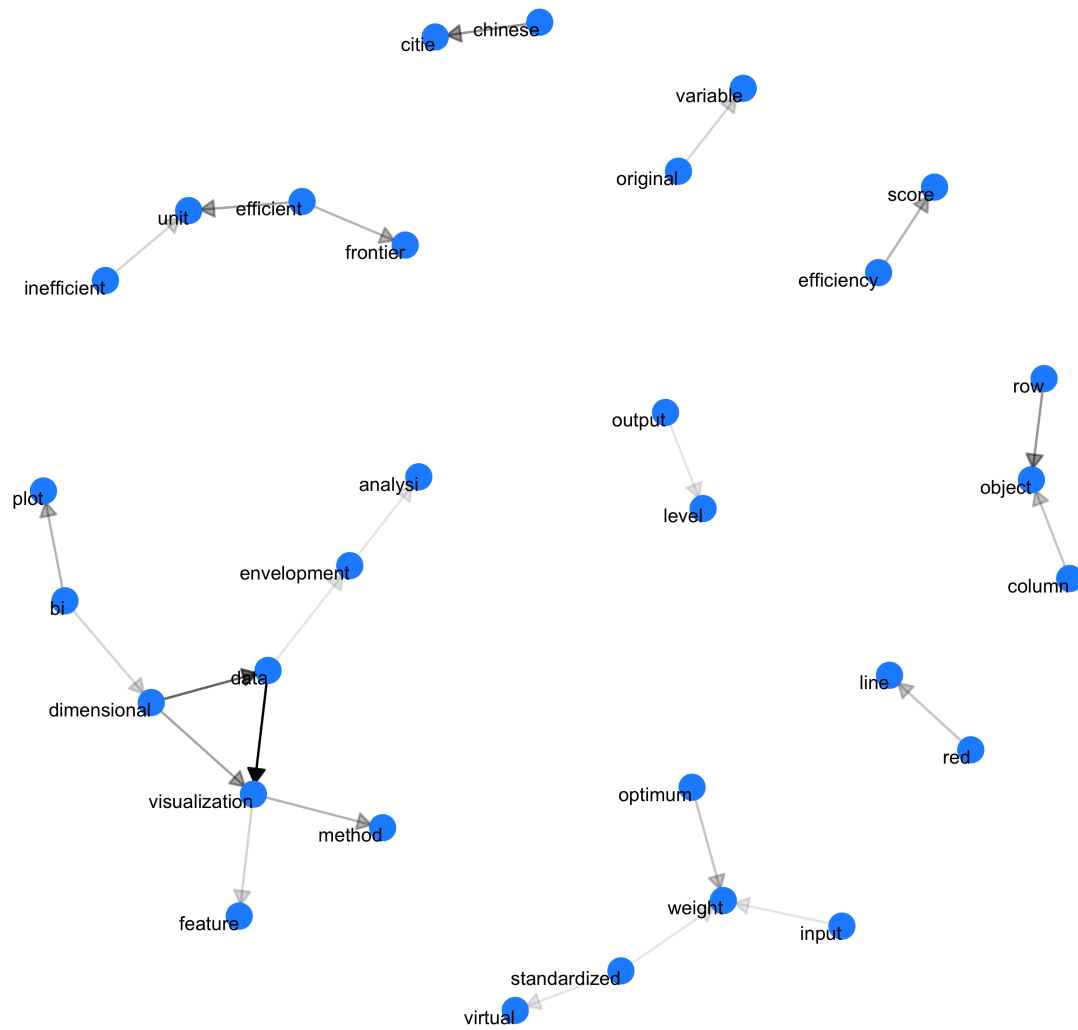 chinese
citie
variable
original
score
unit
efficient
frontier
efficiency
inefficient
row
output
object
plot
analysi
level
envelopment
column
bi
data
line
dimensional
red
optimum
visualization
method
weight
feature
input
standardized
virtual